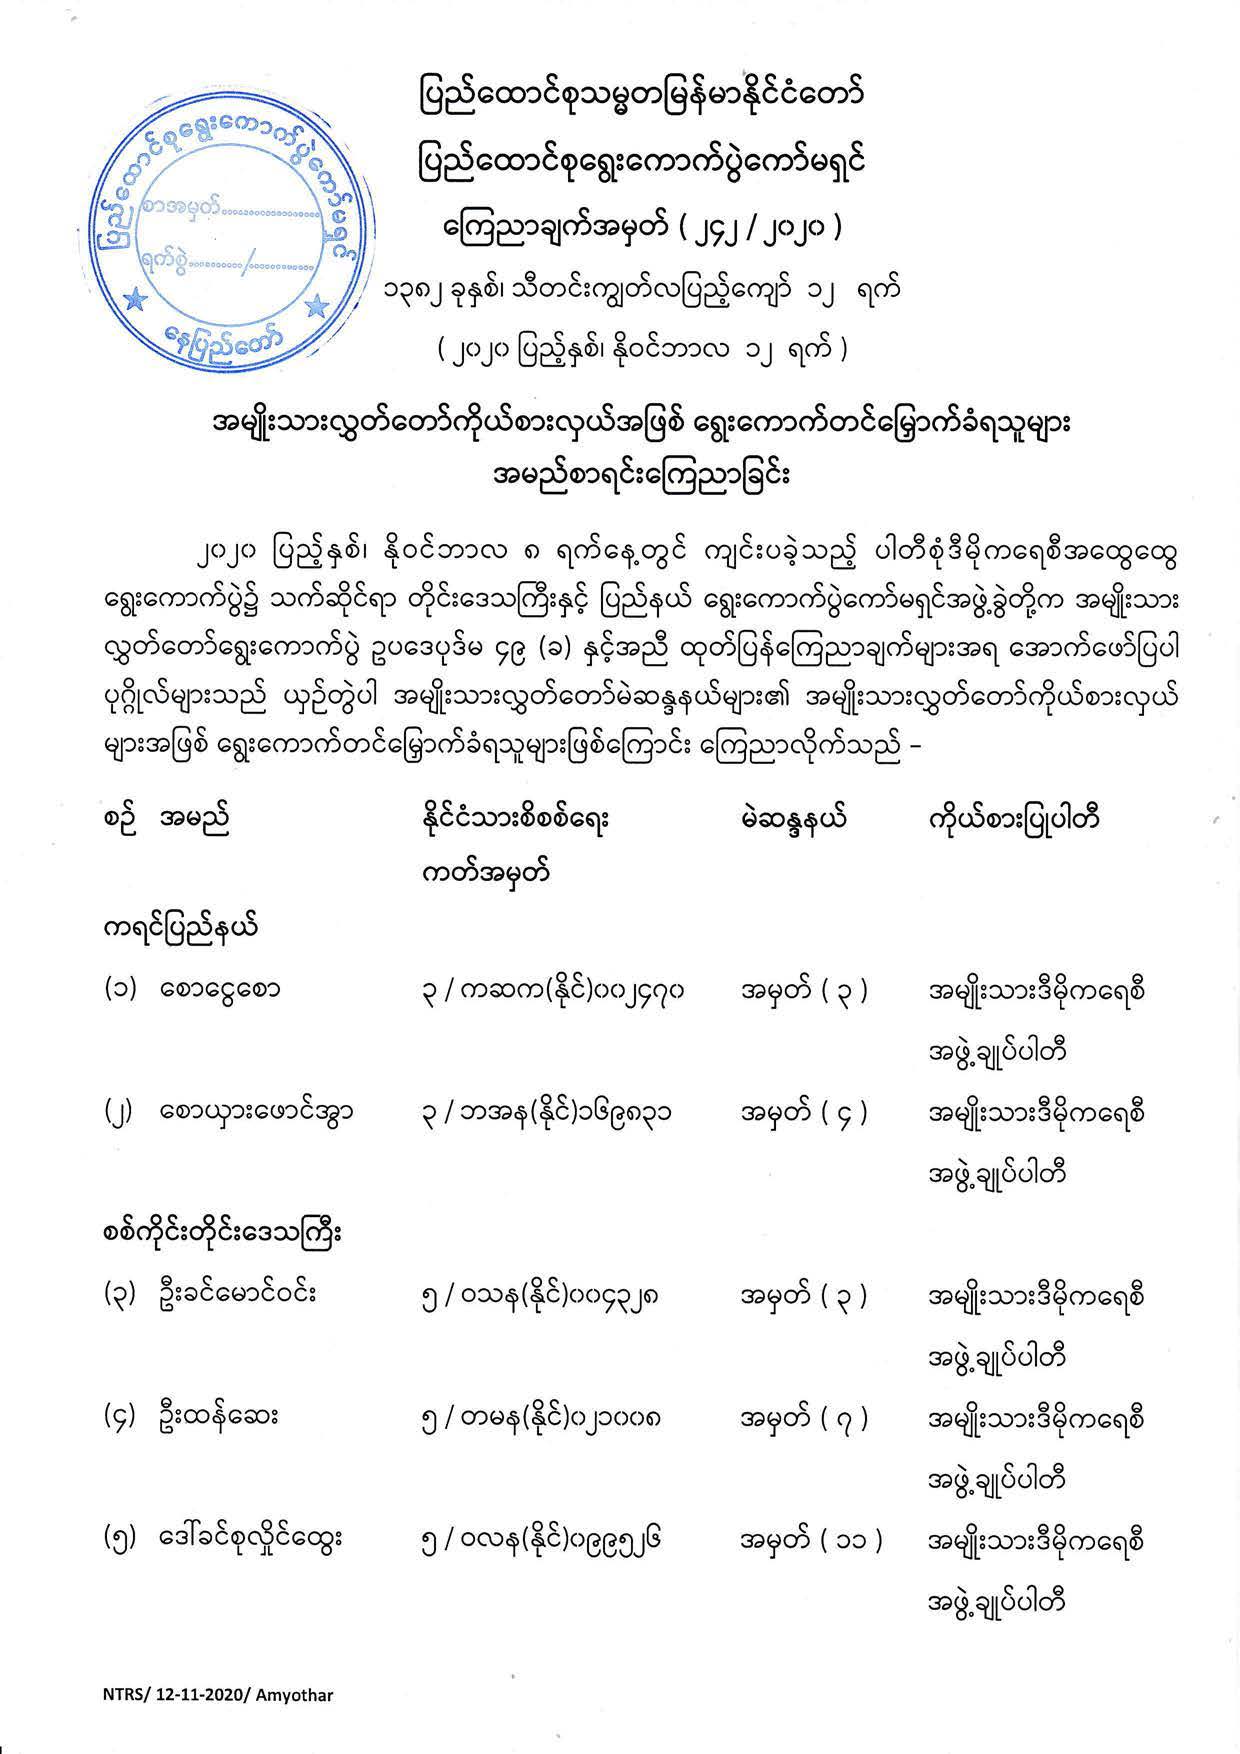 ပြည်ထောင်စုသမ္မတမြန်မာနိုင်ငံတော်
ပြည်ထောင်စုရွေးကောက်ပွဲကော်မရှင်
ကြေညာချက်အမှတ် ( ၂၄၂ / ၂၀၂၀ )
၁၃၈၂ ခုနှစ်၊ သီတင်းကျွတ်လပြည့်ကျော် ၁၂ ရက်
( ၂၀၂၀ ပြည့်နှစ်၊ နိုဝင်ဘာလ ၁၂ ရက် )
ပြည်ထောင်စုရွေးကောက်ပွဲကော်မရှင်
စာအမှတ်....................
ရက်စွဲ.........../.............
နေပြည်တော်
အမျိုးသားလွှတ်တော်ကိုယ်စားလှယ်အဖြစ် ရွေးကောက်တင်မြှောက်ခံရသူများ
အမည်စာရင်းကြေညာခြင်း
၂၀၂၀ ပြည့်နှစ်၊ နိုဝင်ဘာလ ၈ ရက်နေ့တွင် ကျင်းပခဲ့သည့် ပါတီစုံဒီမိုကရေစီအထွေထွေ
ရွေးကောက်ပွဲ၌ သက်ဆိုင်ရာ တိုင်းဒေသကြီးနှင့် ပြည်နယ် ရွေးကောက်ပွဲကော်မရှင်အဖွဲ့ခွဲတို့က အမျိုးသား
လွှတ်တော်ရွေးကောက်ပွဲ ဥပဒေပုဒ်မ ၄၉ (ခ) နှင့်အညီ ထုတ်ပြန်ကြေညာချက်များအရ အောက်ဖော်ပြပါ
ပုဂ္ဂိုလ်များသည် ယှဉ်တွဲပါ အမျိုးသားလွှတ်တော်မဲဆန္ဒနယ်များ၏ အမျိုးသားလွှတ်တော်ကိုယ်စားလှယ်
များအဖြစ် ရွေးကောက်တင်မြှောက်ခံရသူများဖြစ်ကြောင်း ကြေညာလိုက်သည် –
စဉ် အမည် နိုင်ငံသားစိစစ်ရေး မဲဆန္ဒနယ် ကိုယ်စားပြုပါတီ
ကတ်အမှတ်
ကရင်ပြည်နယ်
(၁) စောငွေစော ၃ / ကဆက(နိုင်)၀၀၂၄၇၀ အမှတ် ( ၃ ) အမျိုးသားဒီမိုကရေစီ
အဖွဲ့ချုပ်ပါတီ
(၂) စောယှားဖောင်အွာ ၃ / ဘအန(နိုင်)၁၆၉၈၃၁ အမှတ် ( ၄ ) အမျိုးသားဒီမိုကရေစီ
အဖွဲ့ချုပ်ပါတီ
စစ်ကိုင်းတိုင်းဒေသကြီး
(၃) ဦးခင်မောင်ဝင်း ၅ / ဝသန(နိုင်)၀၀၄၃၂၈ အမှတ် ( ၃ ) အမျိုးသားဒီမိုကရေစီ
အဖွဲ့ချုပ်ပါတီ
(၄) ဦးထန်ဆေး ၅ / တမန(နိုင်)၀၂၁၀၀၈ အမှတ် ( ၇ ) အမျိုးသားဒီမိုကရေစီ
အဖွဲ့ချုပ်ပါတီ
(၅) ဒေါ်ခင်စုလှိုင်ထွေး ၅ / ဝလန(နိုင်)၀၉၉၅၂၆ အမှတ် ( ၁၁ ) အမျိုးသားဒီမိုကရေစီ
အဖွဲ့ချုပ်ပါတီ
NTRS/ 12-11-2020/ Amyothar